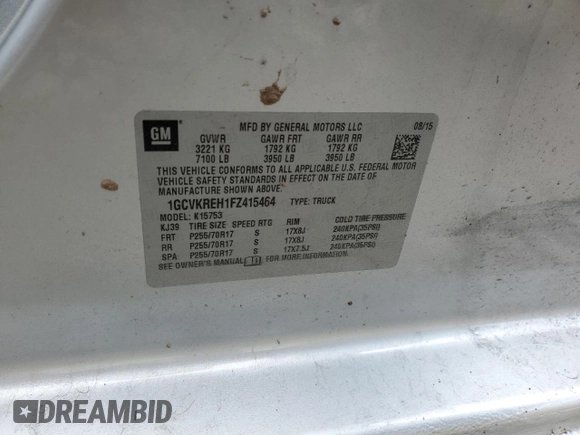 GM
MFD BY GENERAL MOTORS LLC 08/15
GVWR GAWR FRT GAWR RR
3221 KG 1792 KG 1792 KG
7100 LB 3950 LB 3950 LB
THIS VEHICLE CONFORMS TO ALL APPLICABLE U.S. FEDERAL MOTOR
VEHICLE SAFETY STANDARDS IN EFFECT ON THE DATE OF
MANUFACTURE SHOWN ABOVE.
1GCVKREH1FZ415464 TYPE: TRUCK
MODEL: K15753
KJ39 TIRE SIZE SPEED RTG RIM COLD TIRE PRESSURE
FRT P255/70R17 S 17X8J 240KPA(35PSI)
RR P255/70R17 S 17X8J 240KPA(35PSI)
SPA P255/70R17 S 17X7.5J 240KPA(35PSI)
SEE OWNER'S MANUAL FOR MORE INFORMATION.
DREAMBID